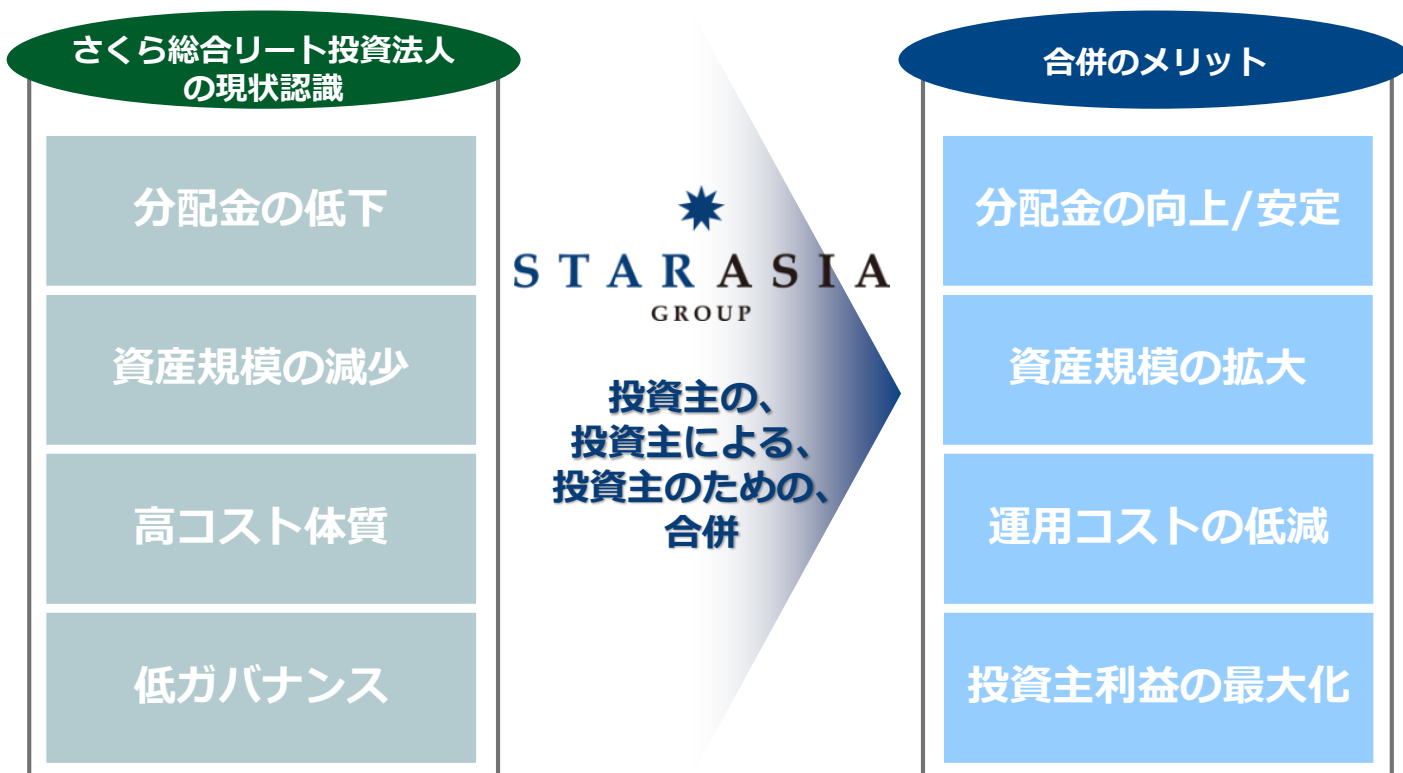 さくら総合リート投資法人
の現状認識
分配金の低下
資産規模の減少
高コスト体質
低ガバナンス
STARASIA
GROUP
投資主の、
投資主による、
投資主のための、
合併
合併のメリット
分配金の向上/安定
資産規模の拡大
運用コストの低減
投資主利益の最大化